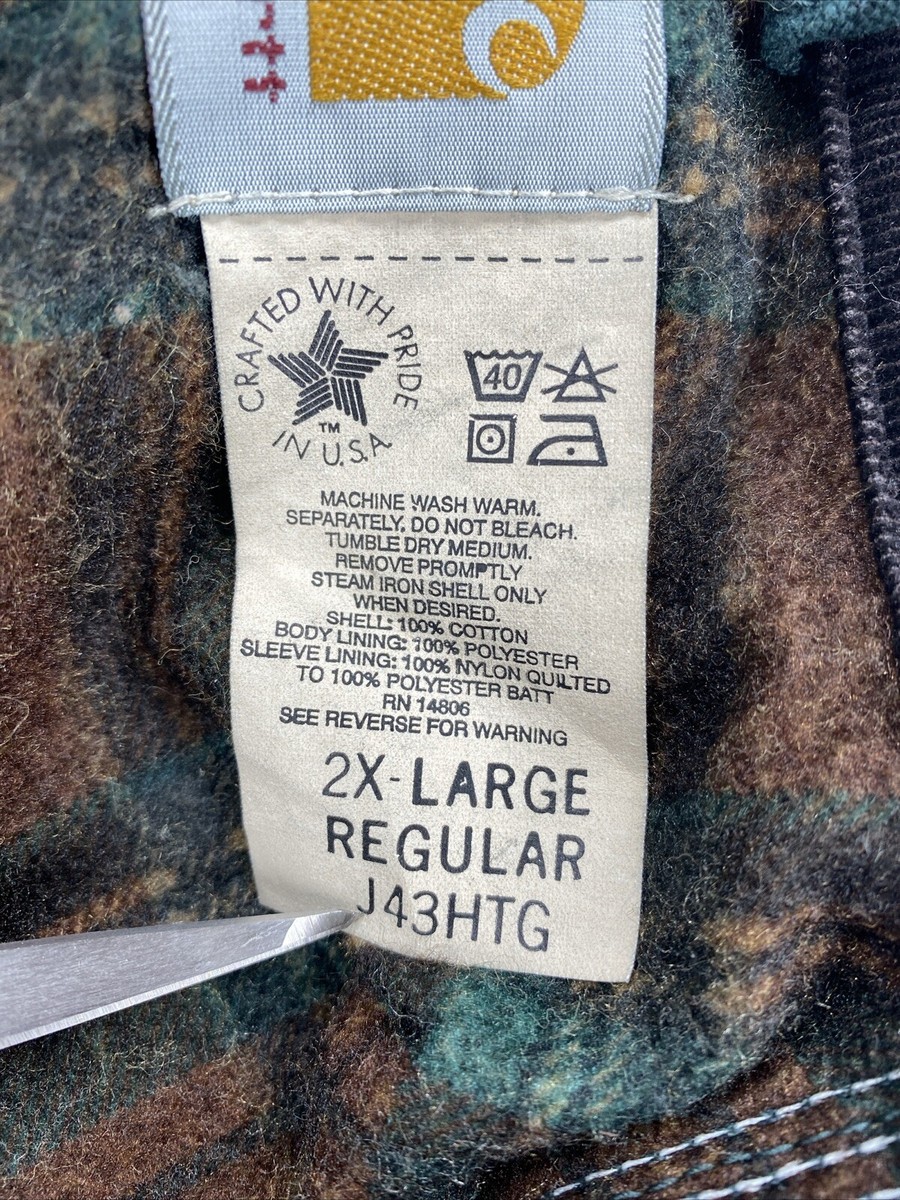 CRAFTED WITH PRIDE
TM
IN U.S.A.
40
MACHINE WASH WARM.
SEPARATELY. DO NOT BLEACH.
TUMBLE DRY MEDIUM.
REMOVE PROMPTLY
STEAM IRON SHELL ONLY
WHEN DESIRED.
SHELL: 100% COTTON
BODY LINING: 100% POLYESTER
SLEEVE LINING: 100% NYLON QUILTED
TO 100% POLYESTER BATT
RN 14806
SEE REVERSE FOR WARNING
2X-LARGE
REGULAR
J43HTG